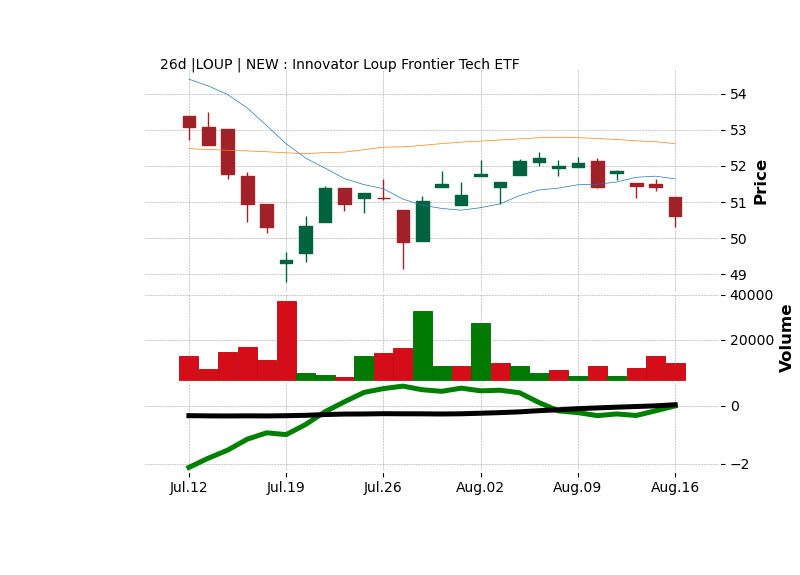 26d |LOUP | NEW : Innovator Loup Frontier Tech ETF
54
53
52
51
50
49
Price
40000
20000
Volume
0
−2
Jul.12 Jul.19 Jul.26 Aug.02 Aug.09 Aug.16